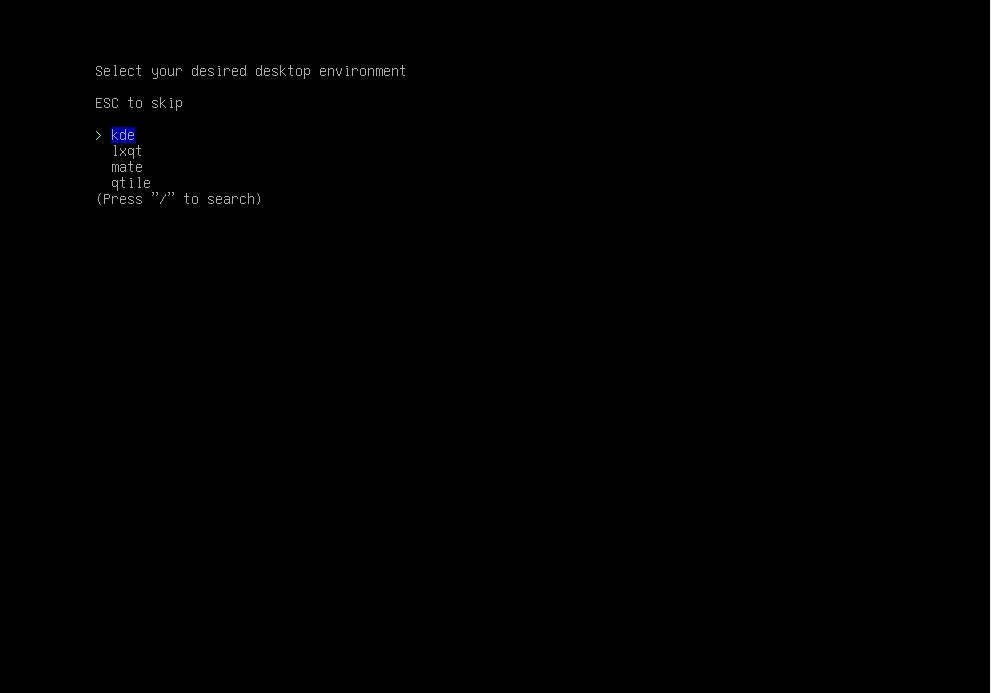 Select your desired desktop environment
ESC to skip
> kde
lxqt
mate
qtile
(Press "/" to search)